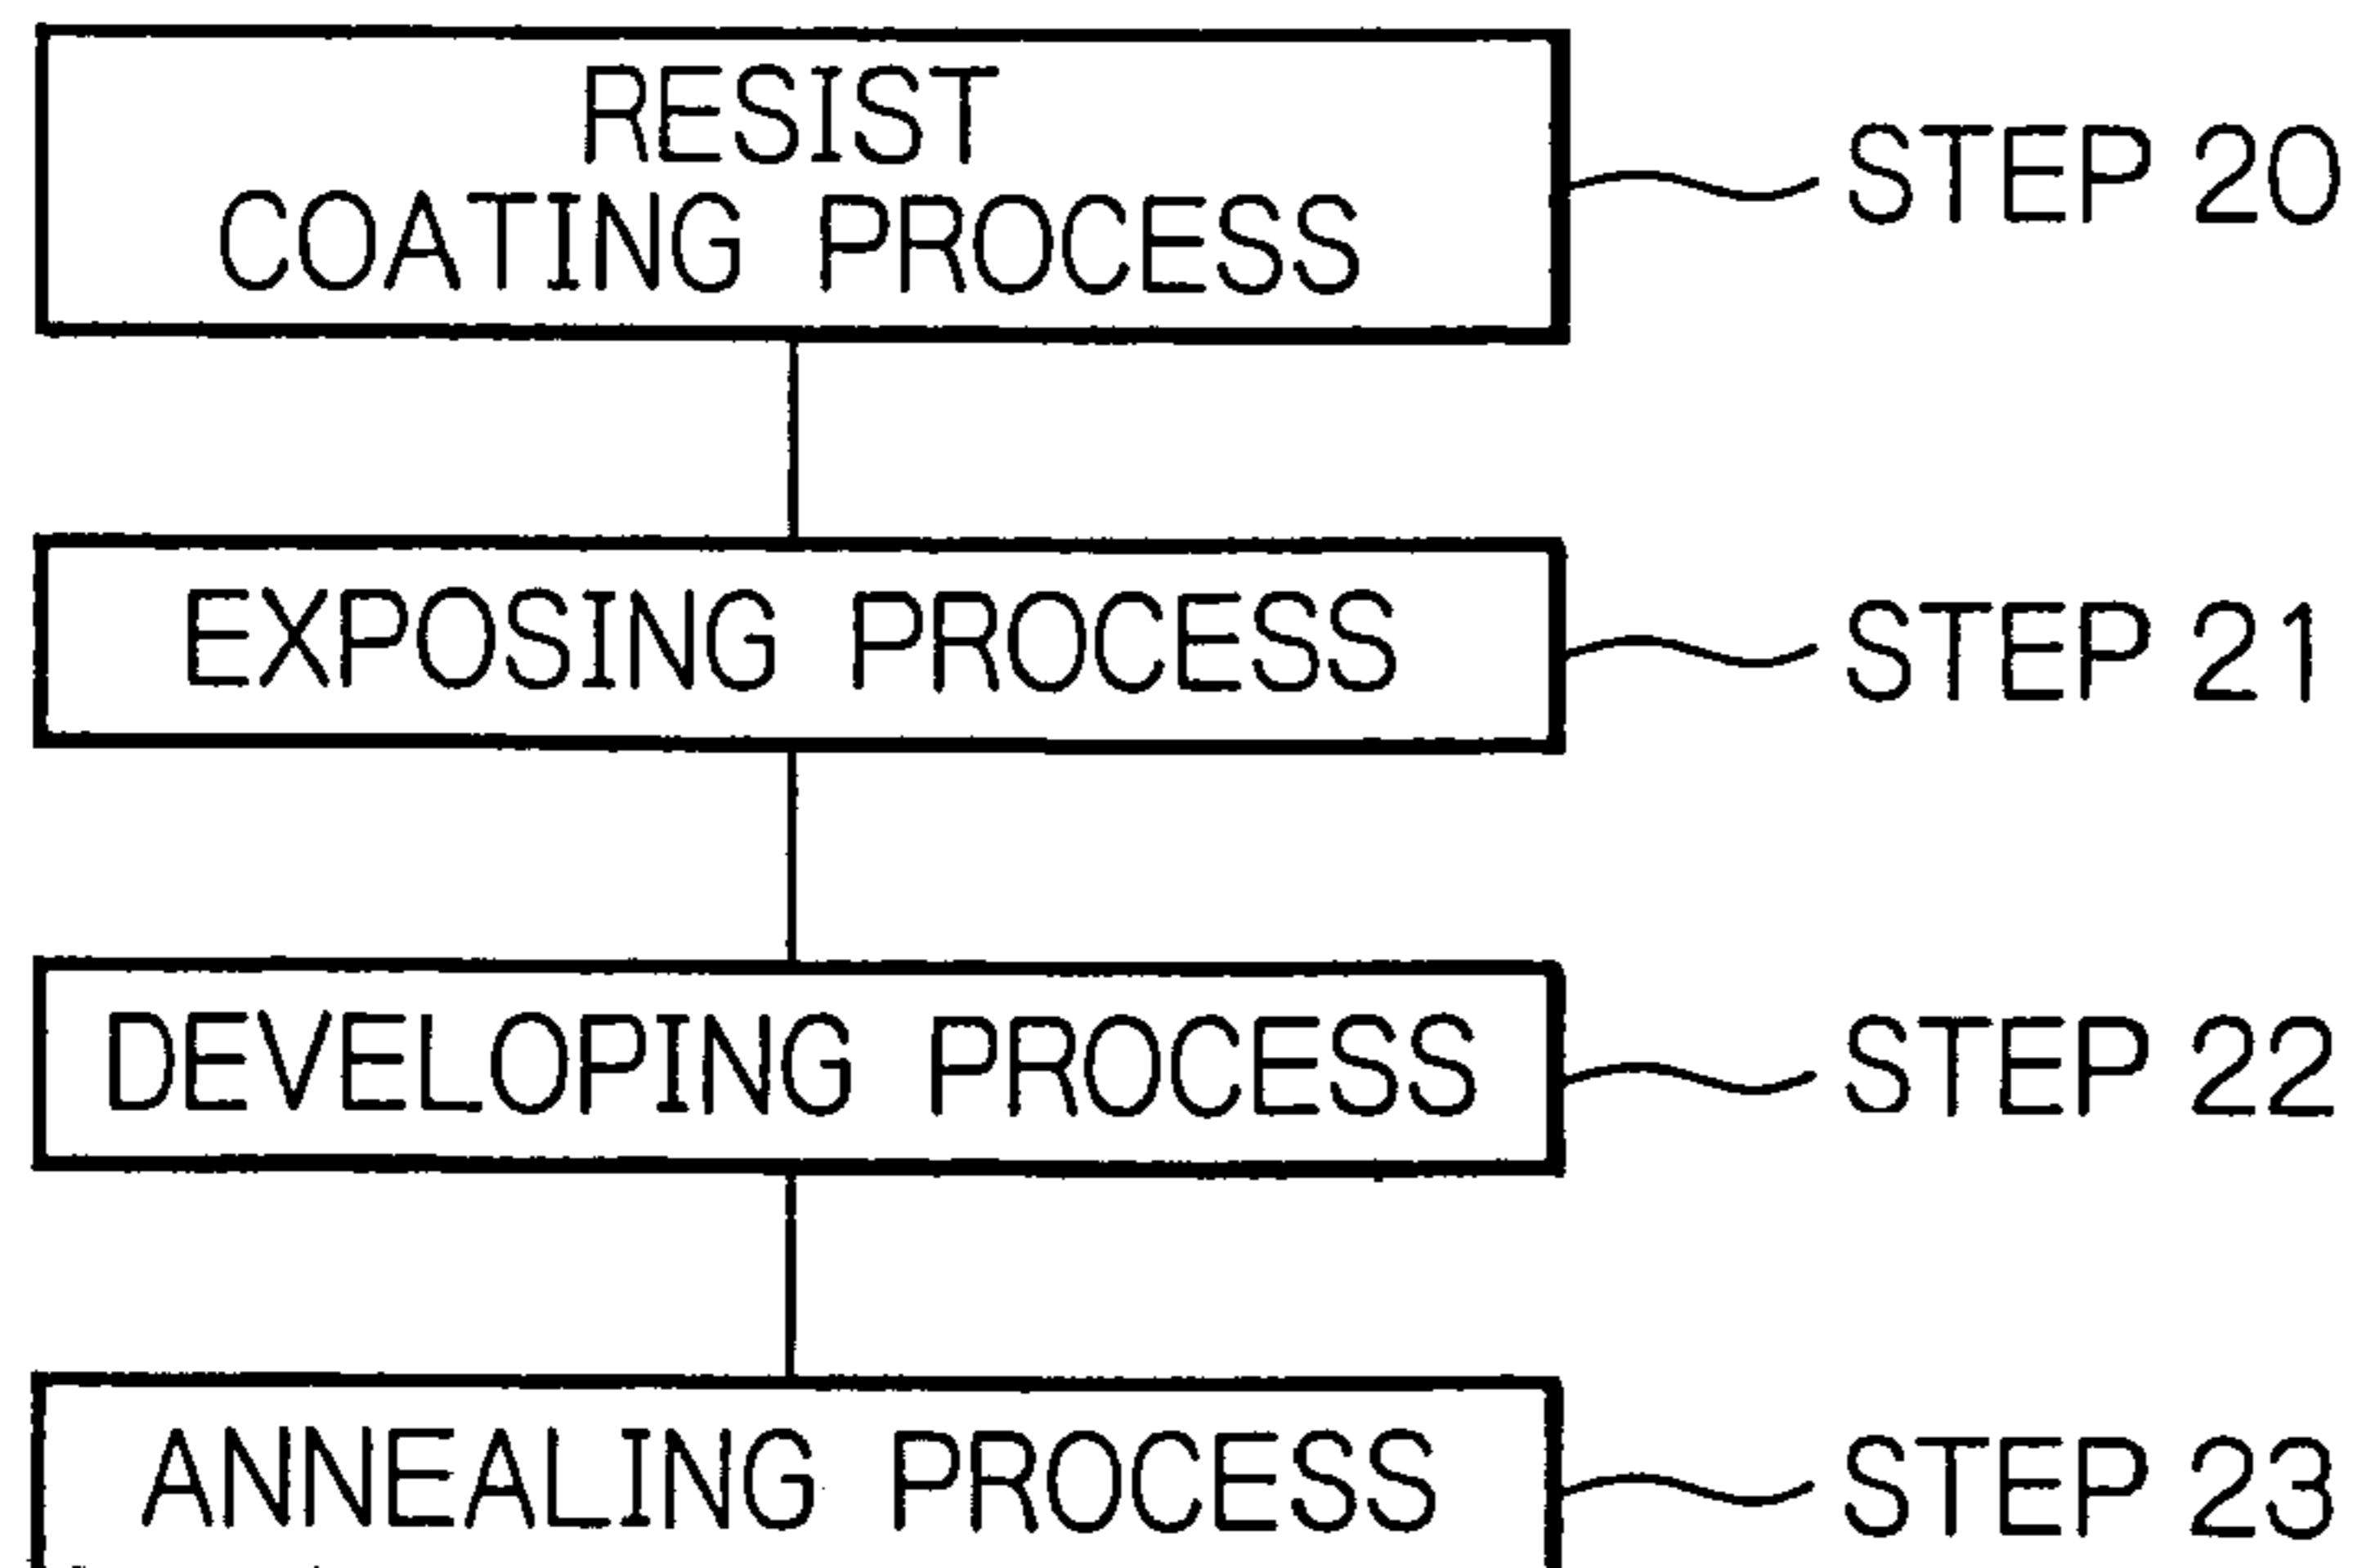 RESIST
COATING PROCESS
STEP 20
EXPOSING PROCESS
STEP 21
DEVELOPING PROCESS
STEP 22
ANNEALING PROCESS
STEP 23